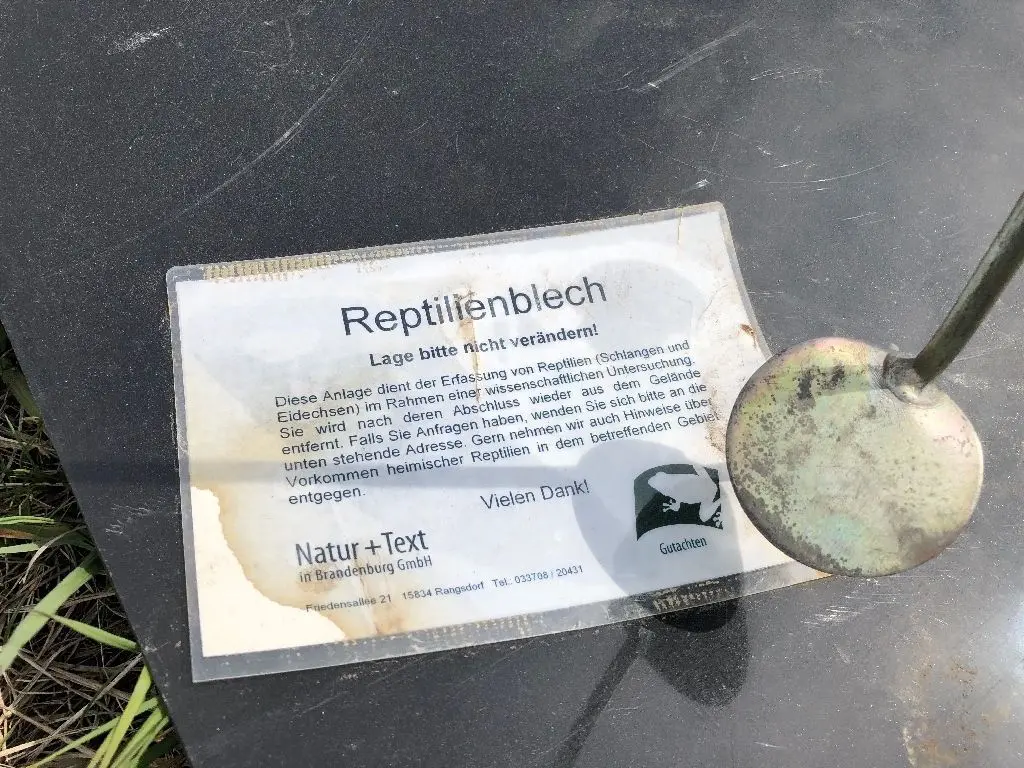 Reptilienblech
Lage bitte nicht verändern!
Diese Anlage dient der Erfassung von Reptilien (Schlangen und
Eidechsen) im Rahmen einer wissenschaftlichen Untersuchung.
Sie wird nach deren Abschluss wieder aus dem Gelände
entfernt. Falls Sie Anfragen haben, wenden Sie sich bitte an die
unten stehende Adresse. Gern nehmen wir auch Hinweise über
Vorkommen heimischer Reptilien in dem betreffenden Gebiet
entgegen.
Vielen Dank!
Natur+Text
in Brandenburg GmbH
Gutachten
Friedensallee 21 15834 Rangsdorf Tel.: 033708 / 20431